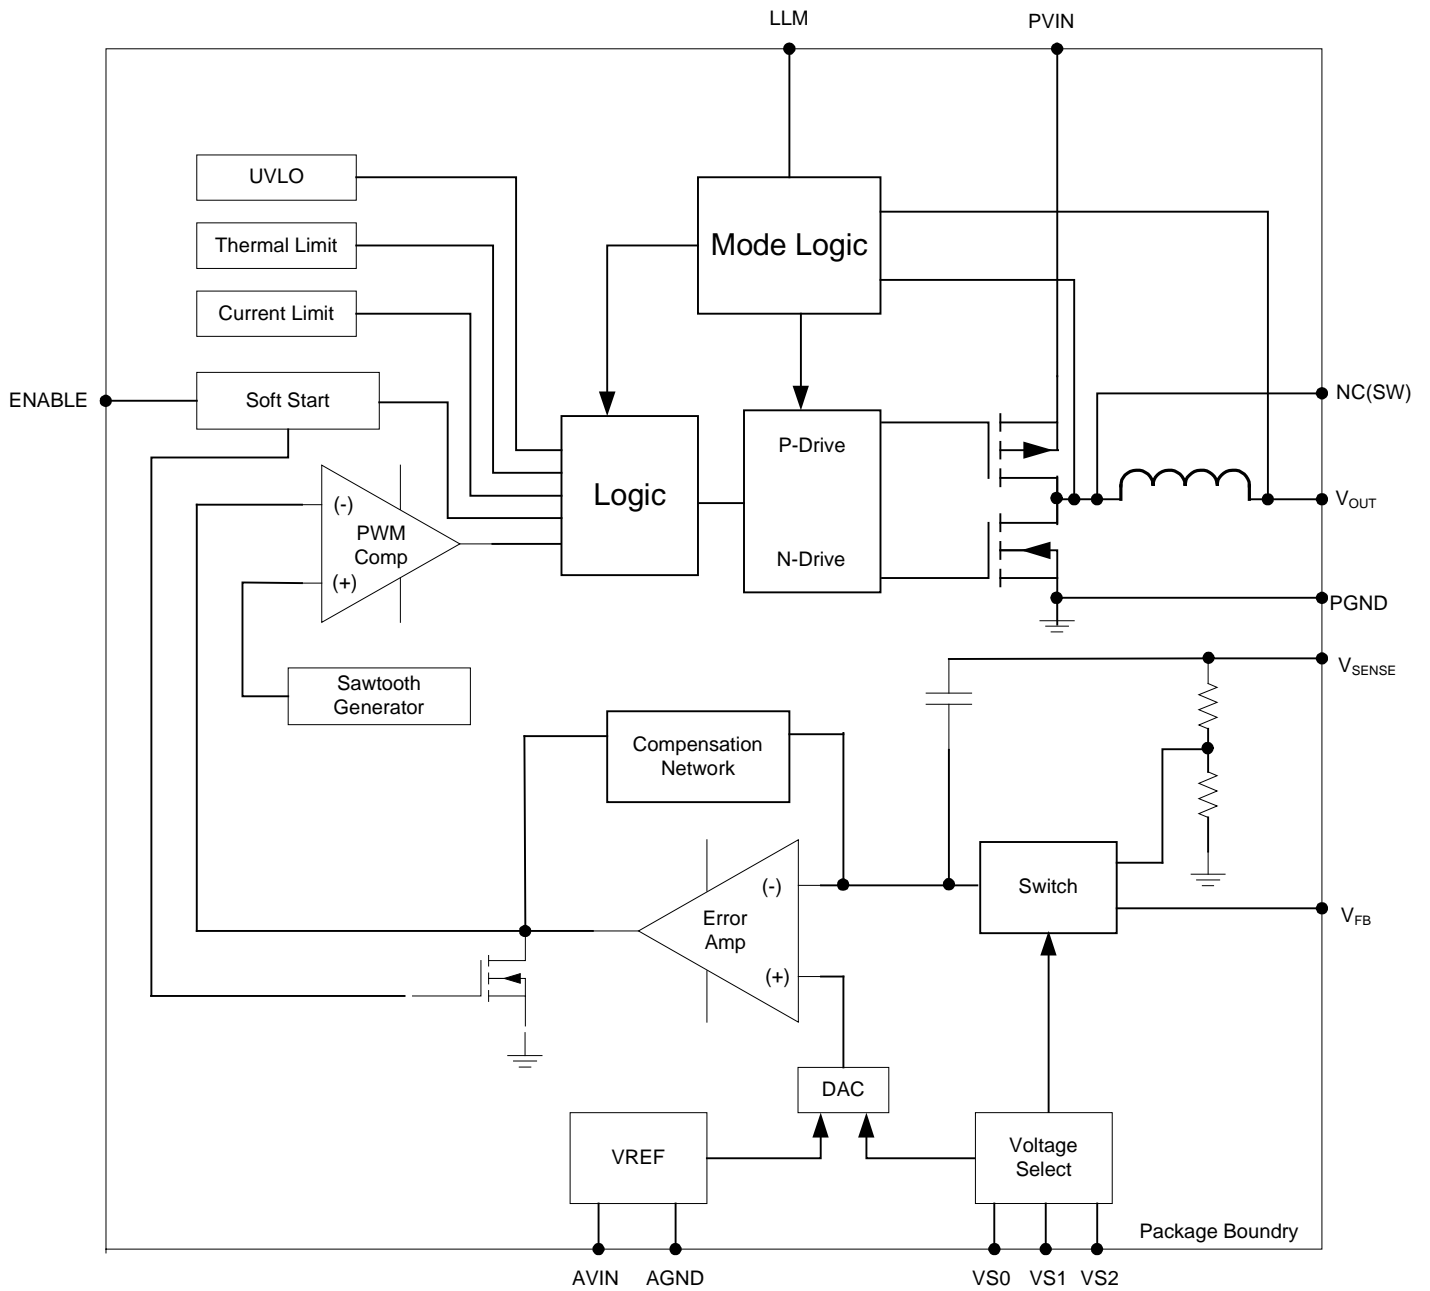 LLM
PVIN
UVLO
Thermal Limit
Mode Logic
Current Limit
ENABLE
Soft Start
NC(SW)
P-Drive
Logic
(-)
PWM
Comp
(+)
VOUT
N-Drive
PGND
VSENSE
Sawtooth
Generator
Compensation
Network
(-)
Switch
Error
Amp
VFB
(+)
DAC
VREF
Voltage
Select
Package Boundry
AVIN
AGND
VS0
VS1
VS2